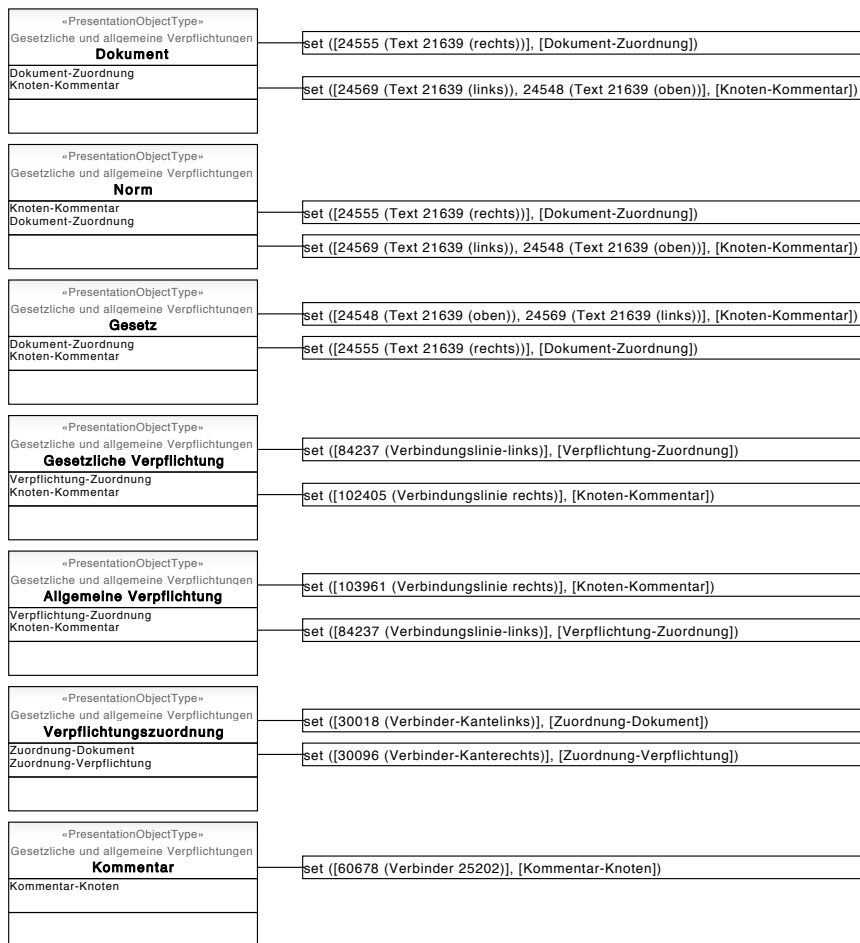 «PresentationObjectType»
Gesetzliche und allgemeine Verpflichtungen
Dokument
Dokument-Zuordnung
Knoten-Kommentar
set ([24555 (Text 21639 (rechts))], [Dokument-Zuordnung])
set ([24569 (Text 21639 (links)), 24548 (Text 21639 (oben))], [Knoten-Kommentar])
«PresentationObjectType»
Gesetzliche und allgemeine Verpflichtungen
Norm
Knoten-Kommentar
Dokument-Zuordnung
set ([24555 (Text 21639 (rechts))], [Dokument-Zuordnung])
set ([24569 (Text 21639 (links)), 24548 (Text 21639 (oben))], [Knoten-Kommentar])
«PresentationObjectType»
Gesetzliche und allgemeine Verpflichtungen
Gesetz
Dokument-Zuordnung
Knoten-Kommentar
set ([24548 (Text 21639 (oben)), 24569 (Text 21639 (links))], [Knoten-Kommentar])
set ([24555 (Text 21639 (rechts))], [Dokument-Zuordnung])
«PresentationObjectType»
Gesetzliche und allgemeine Verpflichtungen
Gesetzliche Verpflichtung
Verpflichtung-Zuordnung
Knoten-Kommentar
set ([84237 (Verbindungslinie-links)], [Verpflichtung-Zuordnung])
set ([102405 (Verbindungslinie rechts)], [Knoten-Kommentar])
«PresentationObjectType»
Gesetzliche und allgemeine Verpflichtungen
Allgemeine Verpflichtung
Verpflichtung-Zuordnung
Knoten-Kommentar
set ([103961 (Verbindungslinie rechts)], [Knoten-Kommentar])
set ([84237 (Verbindungslinie-links)], [Verpflichtung-Zuordnung])
«PresentationObjectType»
Gesetzliche und allgemeine Verpflichtungen
Verpflichtungszuordnung
Zuordnung-Dokument
Zuordnung-Verpflichtung
set ([30018 (Verbinder-Kantelinks)], [Zuordnung-Dokument])
set ([30096 (Verbinder-Kanterechts)], [Zuordnung-Verpflichtung])
«PresentationObjectType»
Gesetzliche und allgemeine Verpflichtungen
Kommentar
Kommentar-Knoten
set ([60678 (Verbinder 25202)], [Kommentar-Knoten])